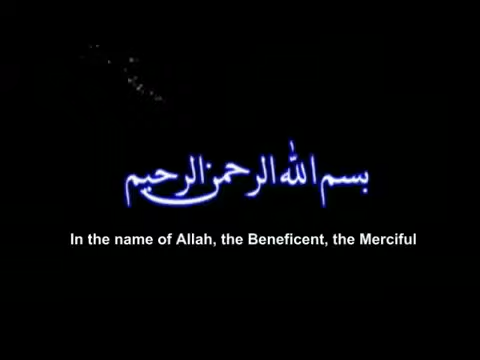 بسم الله الرحمن الرحيم
In the name of Allah, the Beneficent, the Merciful